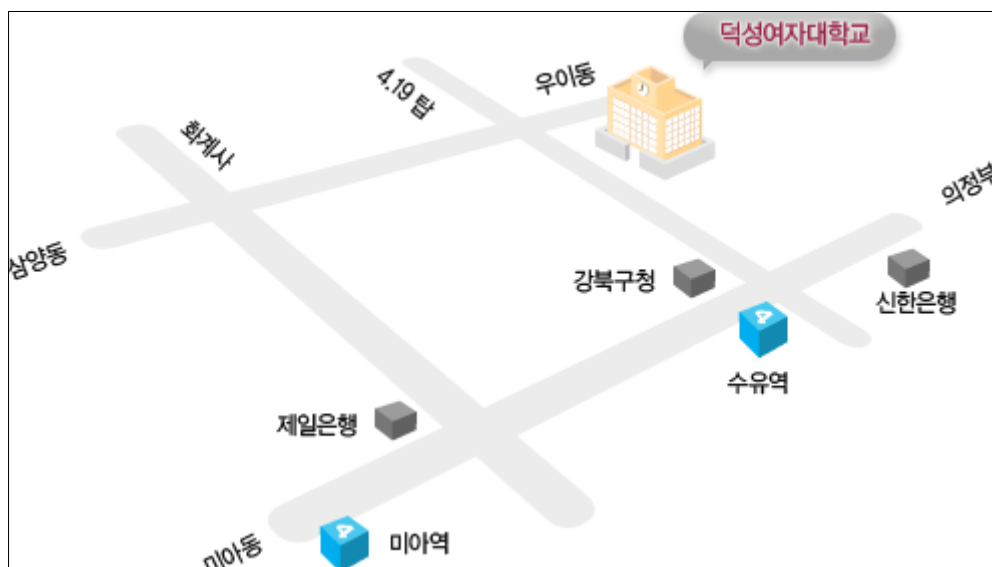 덕성여자대학교
우이동
4.19 탑
화계사
의정부
삼양동
강북구청
신한은행
4
수유역
제일은행
4
미아역
미아동